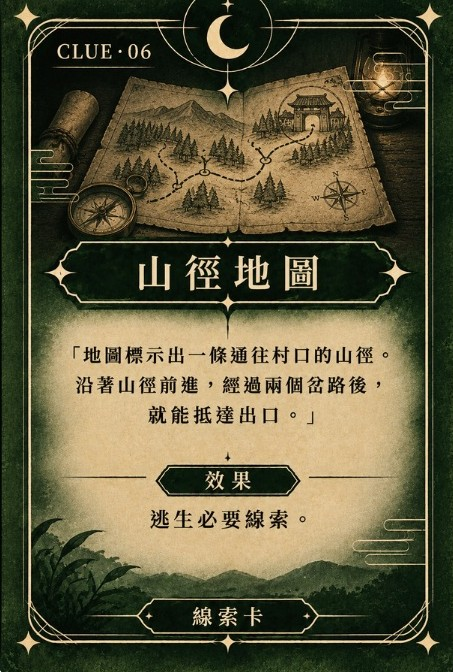 CLUE·06
N
E
S
W
山徑地圖
「地圖標示出一條通往村口的山徑。
沿著山徑前進，經過兩個岔路後，
就能抵達出口。」
效果
逃生必要線索。
線索卡